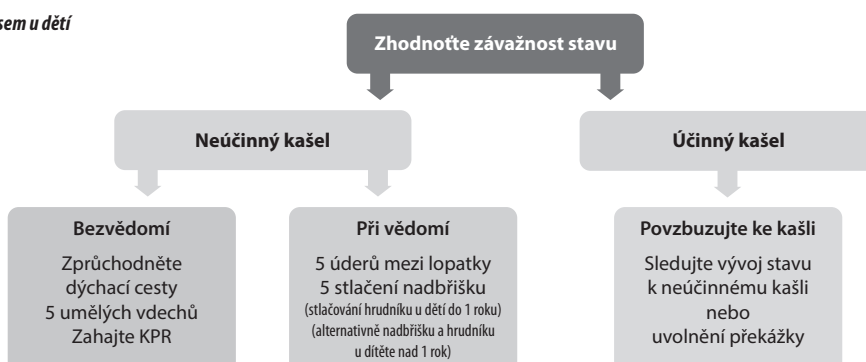 sem u dětí
Zhodnoťte závažnost stavu
Neúčinný kašel
Účinný kašel
Bezvědomí
Zprůchodněte
dýchací cesty
5 umělých vdechů
Zahajte KPR
Při vědomí
5 úderů mezi lopatky
5 stlačení nadbřišku
(stlačování hrudníku u dětí do 1 roku)
(alternativně nadbřišku a hrudníku
u dítěte nad 1 rok)
Povzbuzujte ke kašli
Sledujte vývoj stavu
k neúčinnému kašli
nebo
uvolnění překážky